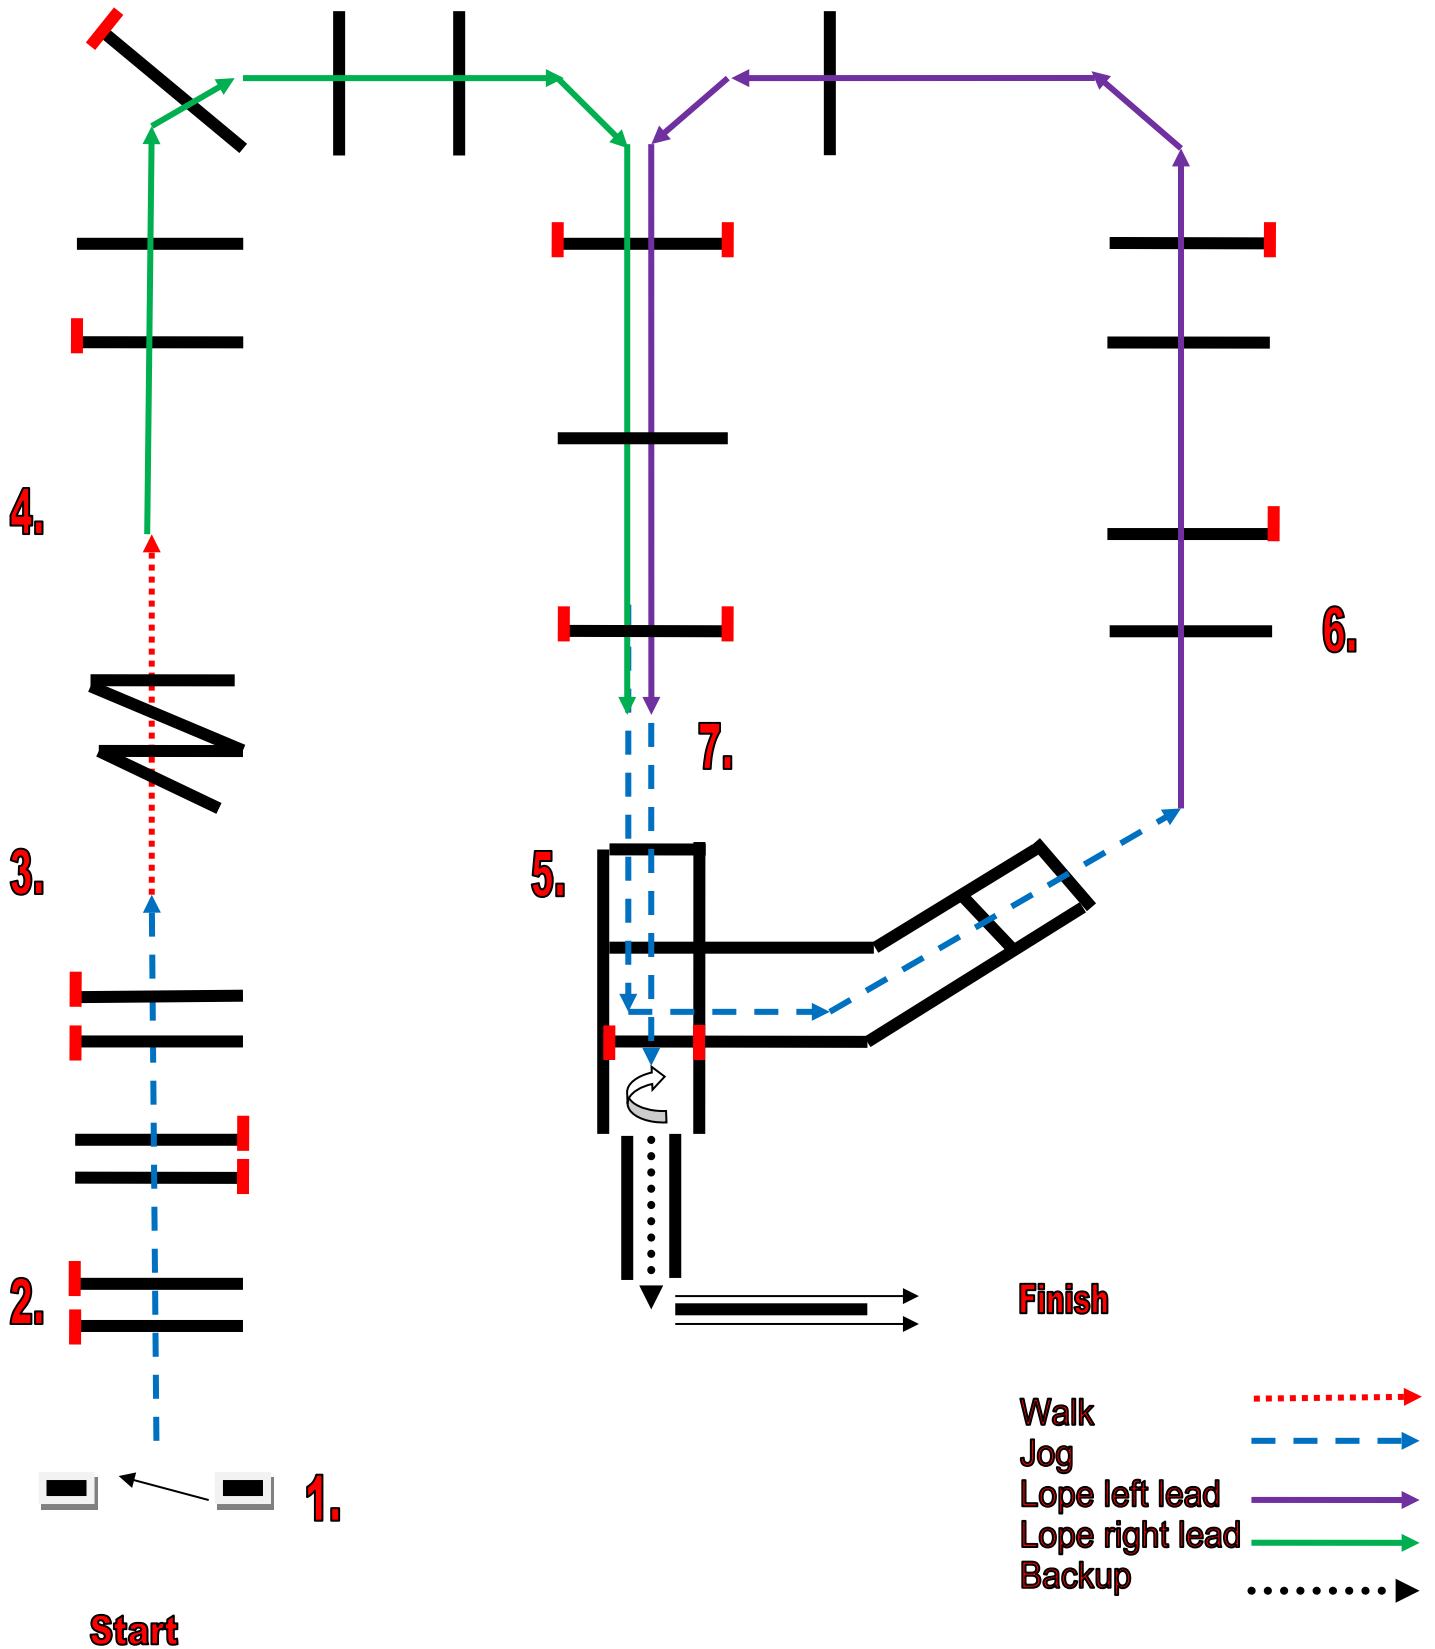 4.
6.
7.
3.
5.
2.
Finish
1.
Walk
Jog
Lope left lead
Lope right lead
Backup
Start